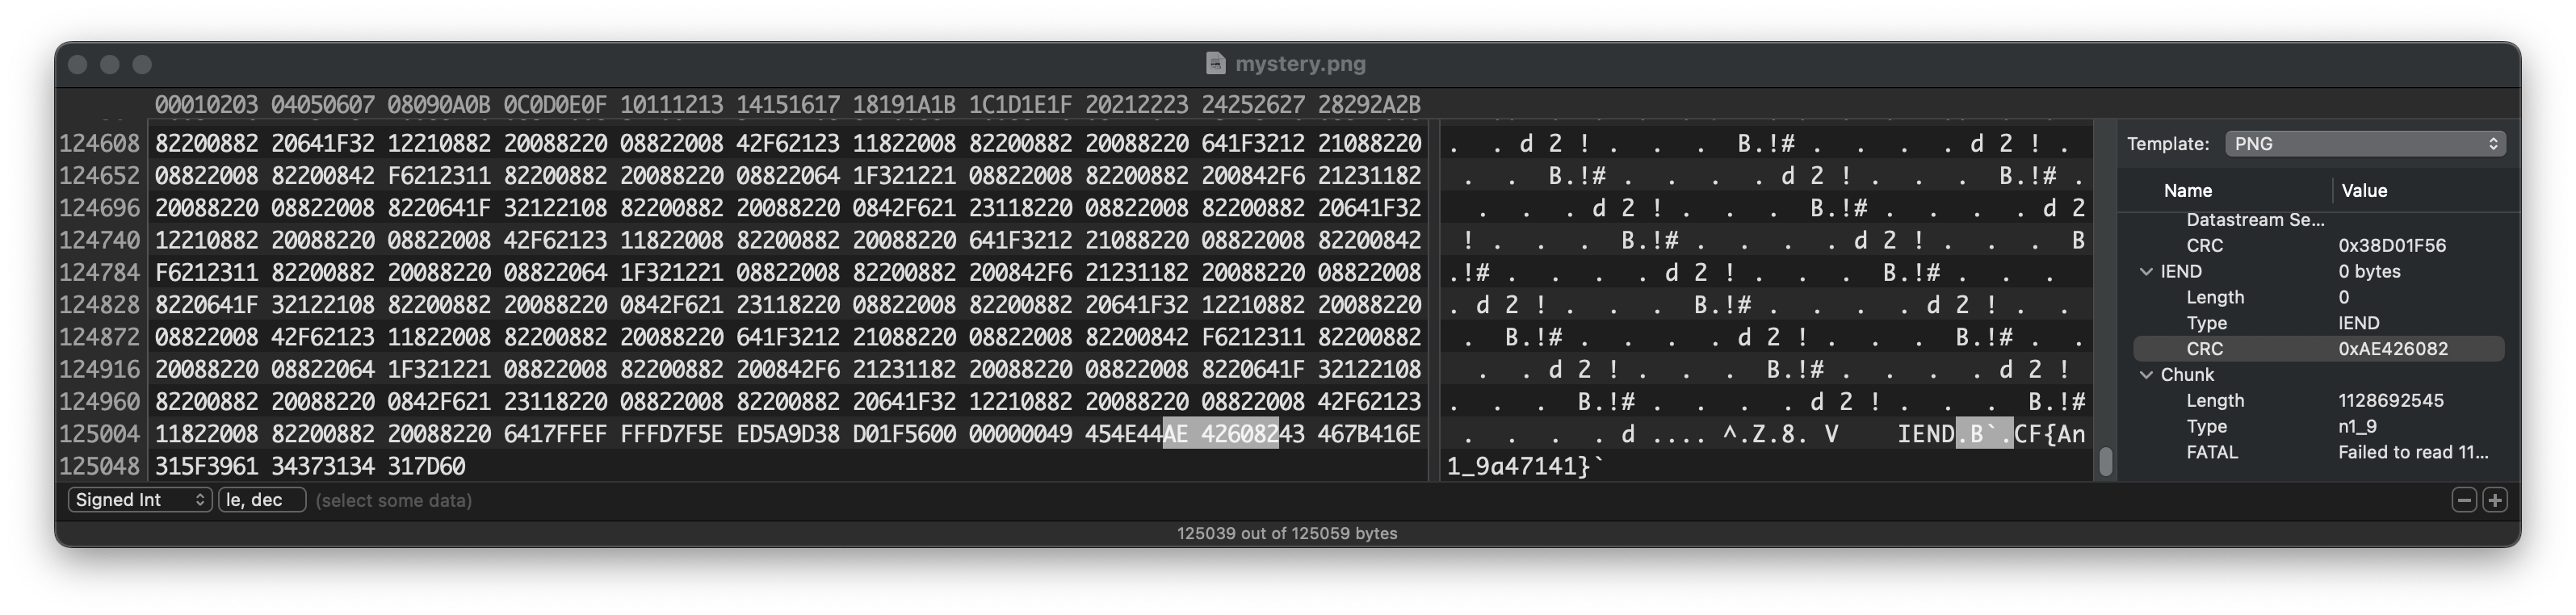 mystery.png
00010203 04050607 08090A0B 0C0D0E0F 10111213 14151617 18191A1B 1C1D1E1F 20212223 24252627 28292A2B
124608 82200882 20641F32 12210882 20088220 08822008 42F62123 11822008 82200882 20088220 641F3212 21088220 . . d 2 ! . . . B.!# . . . . d 2 ! .
124652 08822008 82200842 F6212311 82200882 20088220 08822064 1F321221 08822008 82200882 200842F6 21231182 . . B.!# . . . . d 2 ! . . . B.!# .
124696 20088220 08822008 8220641F 32122108 82200882 20088220 0842F621 23118220 08822008 82200882 20641F32 . . . d 2 ! . . . B.!# . . . . d 2
124740 12210882 20088220 08822008 42F62123 11822008 82200882 20088220 641F3212 21088220 08822008 82200842 ! . . . B.!# . . . . d 2 ! . . . B
124784 F6212311 82200882 20088220 08822064 1F321221 08822008 82200882 200842F6 21231182 20088220 08822008 .!# . . . . d 2 ! . . . B.!# . . .
124828 8220641F 32122108 82200882 20088220 0842F621 23118220 08822008 82200882 20641F32 12210882 20088220 . d 2 ! . . . B.!# . . . . d 2 ! . .
124872 08822008 42F62123 11822008 82200882 20088220 641F3212 21088220 08822008 82200842 F6212311 82200882 . B.!# . . . . d 2 ! . . . B.!# . .
124916 20088220 08822064 1F321221 08822008 82200882 200842F6 21231182 20088220 08822008 8220641F 32122108 . . d 2 ! . . . B.!# . . . . d 2 !
124960 82200882 20088220 0842F621 23118220 08822008 82200882 20641F32 12210882 20088220 08822008 42F62123 . . . B.!# . . . . d 2 ! . . . B.!#
125004 11822008 82200882 20088220 6417FFEF FFFD7F5E ED5A9D38 D01F5600 00000049 454E44AE 42608243 467B416E . . . . d .... ^.Z.8. V IEND.B`.CF{An
125048 315F3961 34373134 317D60 1_9a47141}`
Template: PNG
Name Value
Datastream Se...
CRC 0x38D01F56
IEND 0 bytes
Length 0
Type IEND
CRC 0xAE426082
Chunk
Length 1128692545
Type n1_9
FATAL Failed to read 11...
Signed Int le, dec (select some data)
125039 out of 125059 bytes